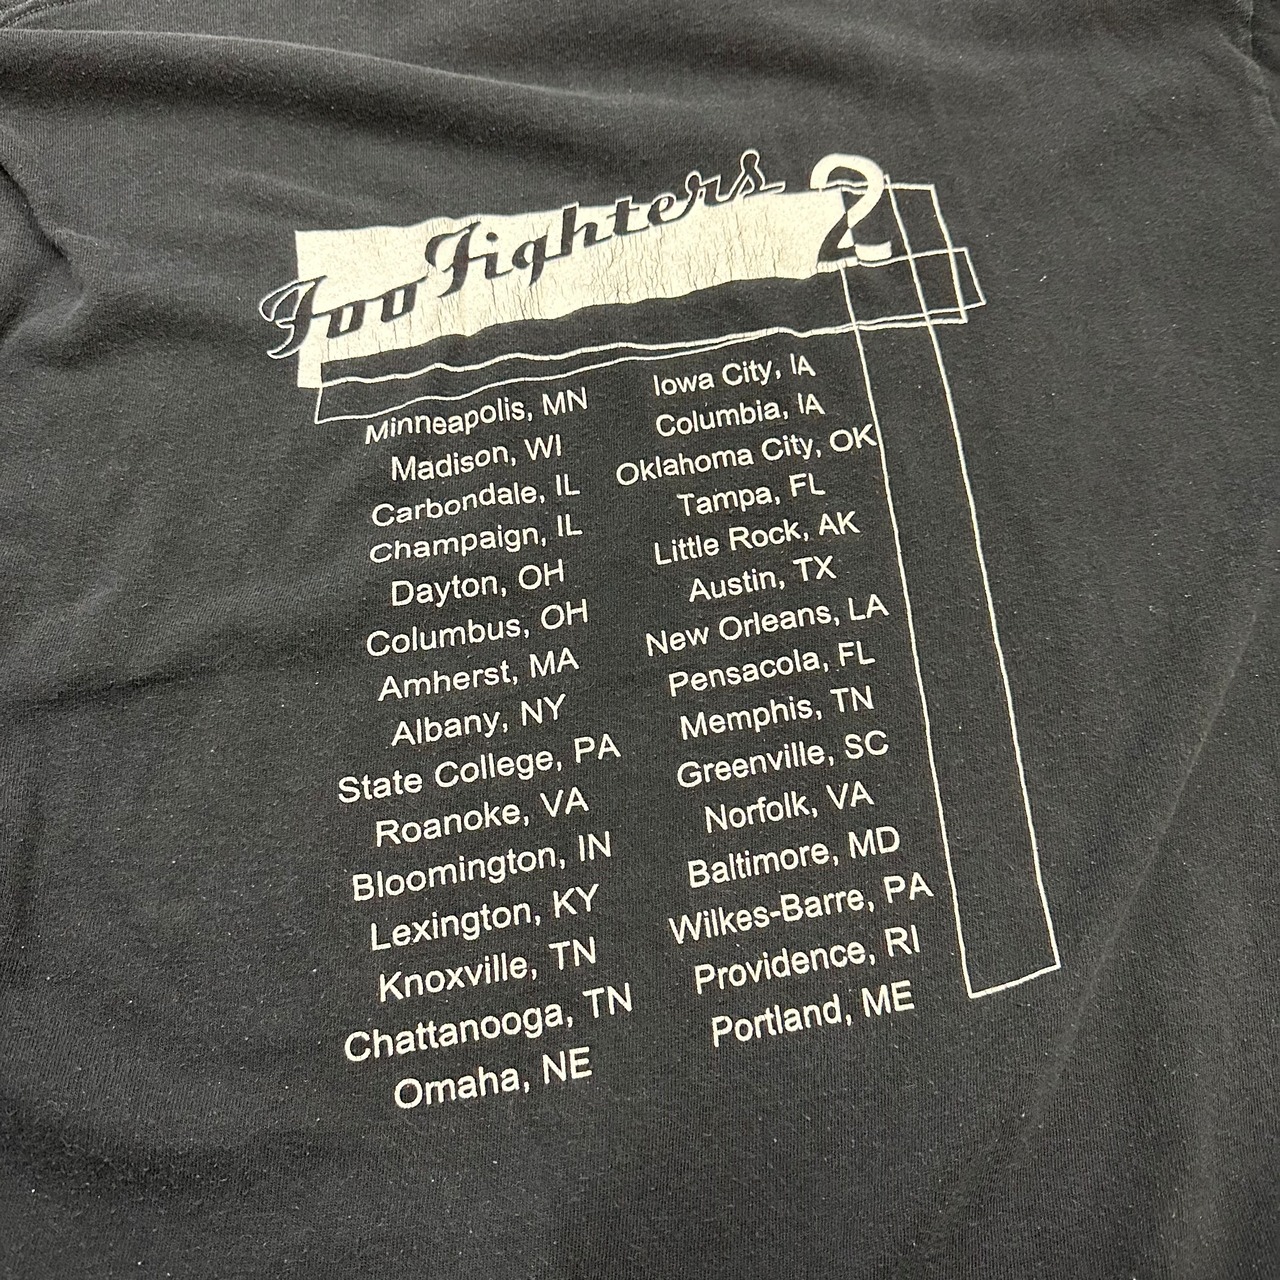 Foo Fighters 2
Minneapolis, MN
Madison, WI
Carbondale, IL
Champaign, IL
Dayton, OH
Columbus, OH
Amherst, MA
Albany, NY
State College, PA
Roanoke, VA
Bloomington, IN
Lexington, KY
Knoxville, TN
Chattanooga, TN
Omaha, NE
Iowa City, IA
Columbia, IA
Oklahoma City, OK
Tampa, FL
Little Rock, AK
Austin, TX
New Orleans, LA
Pensacola, FL
Memphis, TN
Greenville, SC
Norfolk, VA
Baltimore, MD
Wilkes-Barre, PA
Providence, RI
Portland, ME